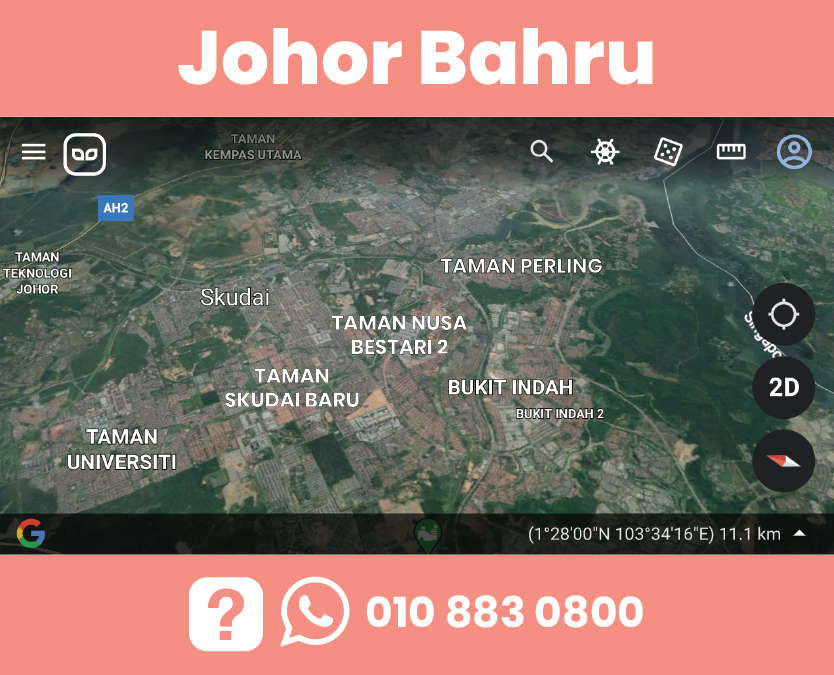 Johor Bahru
TAMAN
KEMPAS UTAMA
AH2
TAMAN
TEKNOLOGI
JOHOR
TAMAN PERLING
Skudai
TAMAN NUSA
BESTARI 2
TAMAN
SKUDAI BARU
BUKIT INDAH
BUKIT INDAH 2
2D
TAMAN
UNIVERSITI
(1°28'00"N 103°34'16"E) 11.1 km
? 010 883 0800